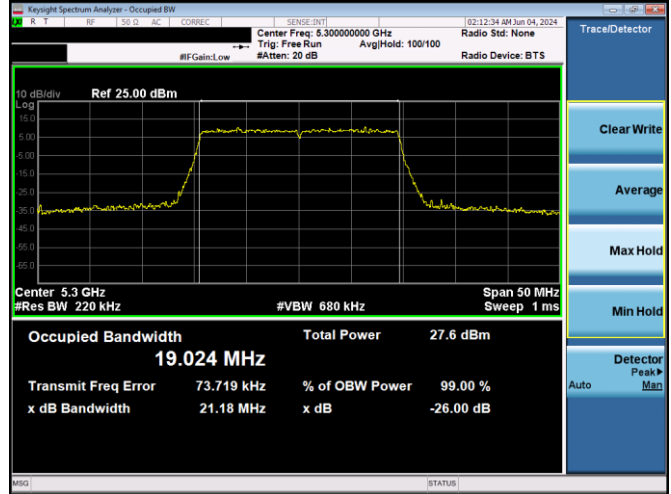 Keysight Spectrum Analyzer - Occupied BW
R T RF 50 Ω AC CORREC SENSE:INT 02:12:34 AM Jun 04, 2024
Center Freq: 5.300000000 GHz Radio Std: None
Trig: Free Run Avg|Hold: 100/100
#IFGain:Low #Atten: 20 dB Radio Device: BTS
10 dB/div Ref 25.00 dBm
Log
15.0
5.00
-5.00
-15.0
-25.0
-35.0
-45.0
-55.0
-65.0
Center 5.3 GHz Span 50 MHz
#Res BW 220 kHz #VBW 680 kHz Sweep 1 ms
Occupied Bandwidth Total Power 27.6 dBm
19.024 MHz
Transmit Freq Error 73.719 kHz % of OBW Power 99.00 %
x dB Bandwidth 21.18 MHz x dB -26.00 dB
MSG STATUS
Trace/Detector
Clear Write
Average
Max Hold
Min Hold
Detector
Peak▶
Auto Man